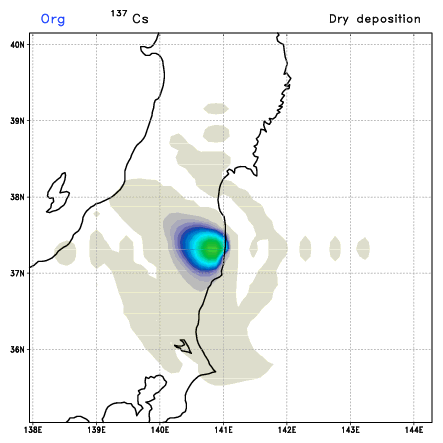 Org ¹³⁷Cs Dry deposition
40N
39N
38N
37N
36N
138E 139E 140E 141E 142E 143E 144E